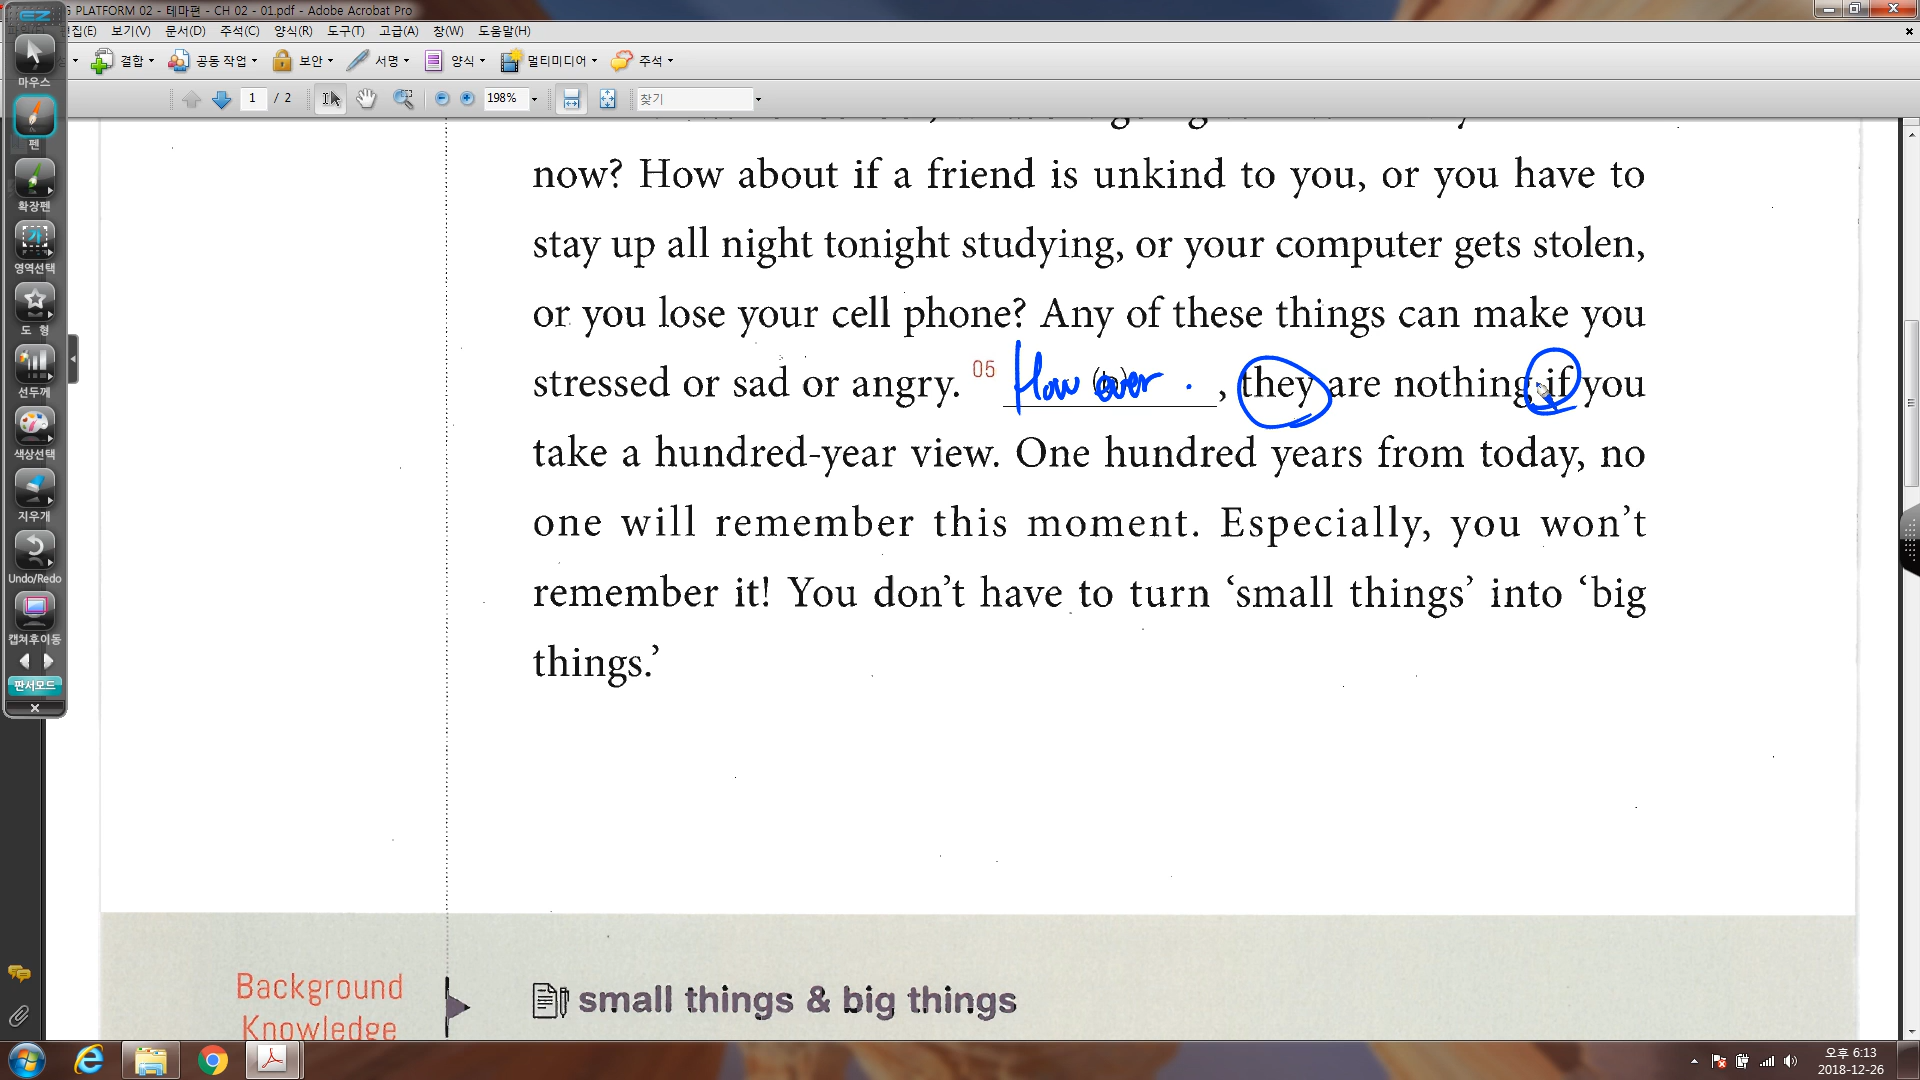 G PLATFORM 02 - 테마편 - CH 02 - 01.pdf - Adobe Acrobat Pro
편집(E) 보기(V) 문서(D) 주석(C) 양식(R) 도구(T) 고급(A) 창(W) 도움말(H)
결합 공동 작업 보안 서명 양식 멀티미디어 주석
1 / 2 198% 찾기
EZ
마우스
펜
확장펜
영역선택
도 형
선두께
색상선택
지우개
Undo/Redo
캡쳐후이동
판서모드
now? How about if a friend is unkind to you, or you have to
stay up all night tonight studying, or your computer gets stolen,
or you lose your cell phone? Any of these things can make you
stressed or sad or angry. 05 (b) However , they are nothing if you
take a hundred-year view. One hundred years from today, no
one will remember this moment. Especially, you won’t
remember it! You don’t have to turn ‘small things’ into ‘big
things.’
Background
Knowledge
small things & big things
오후 6:13
2018-12-26